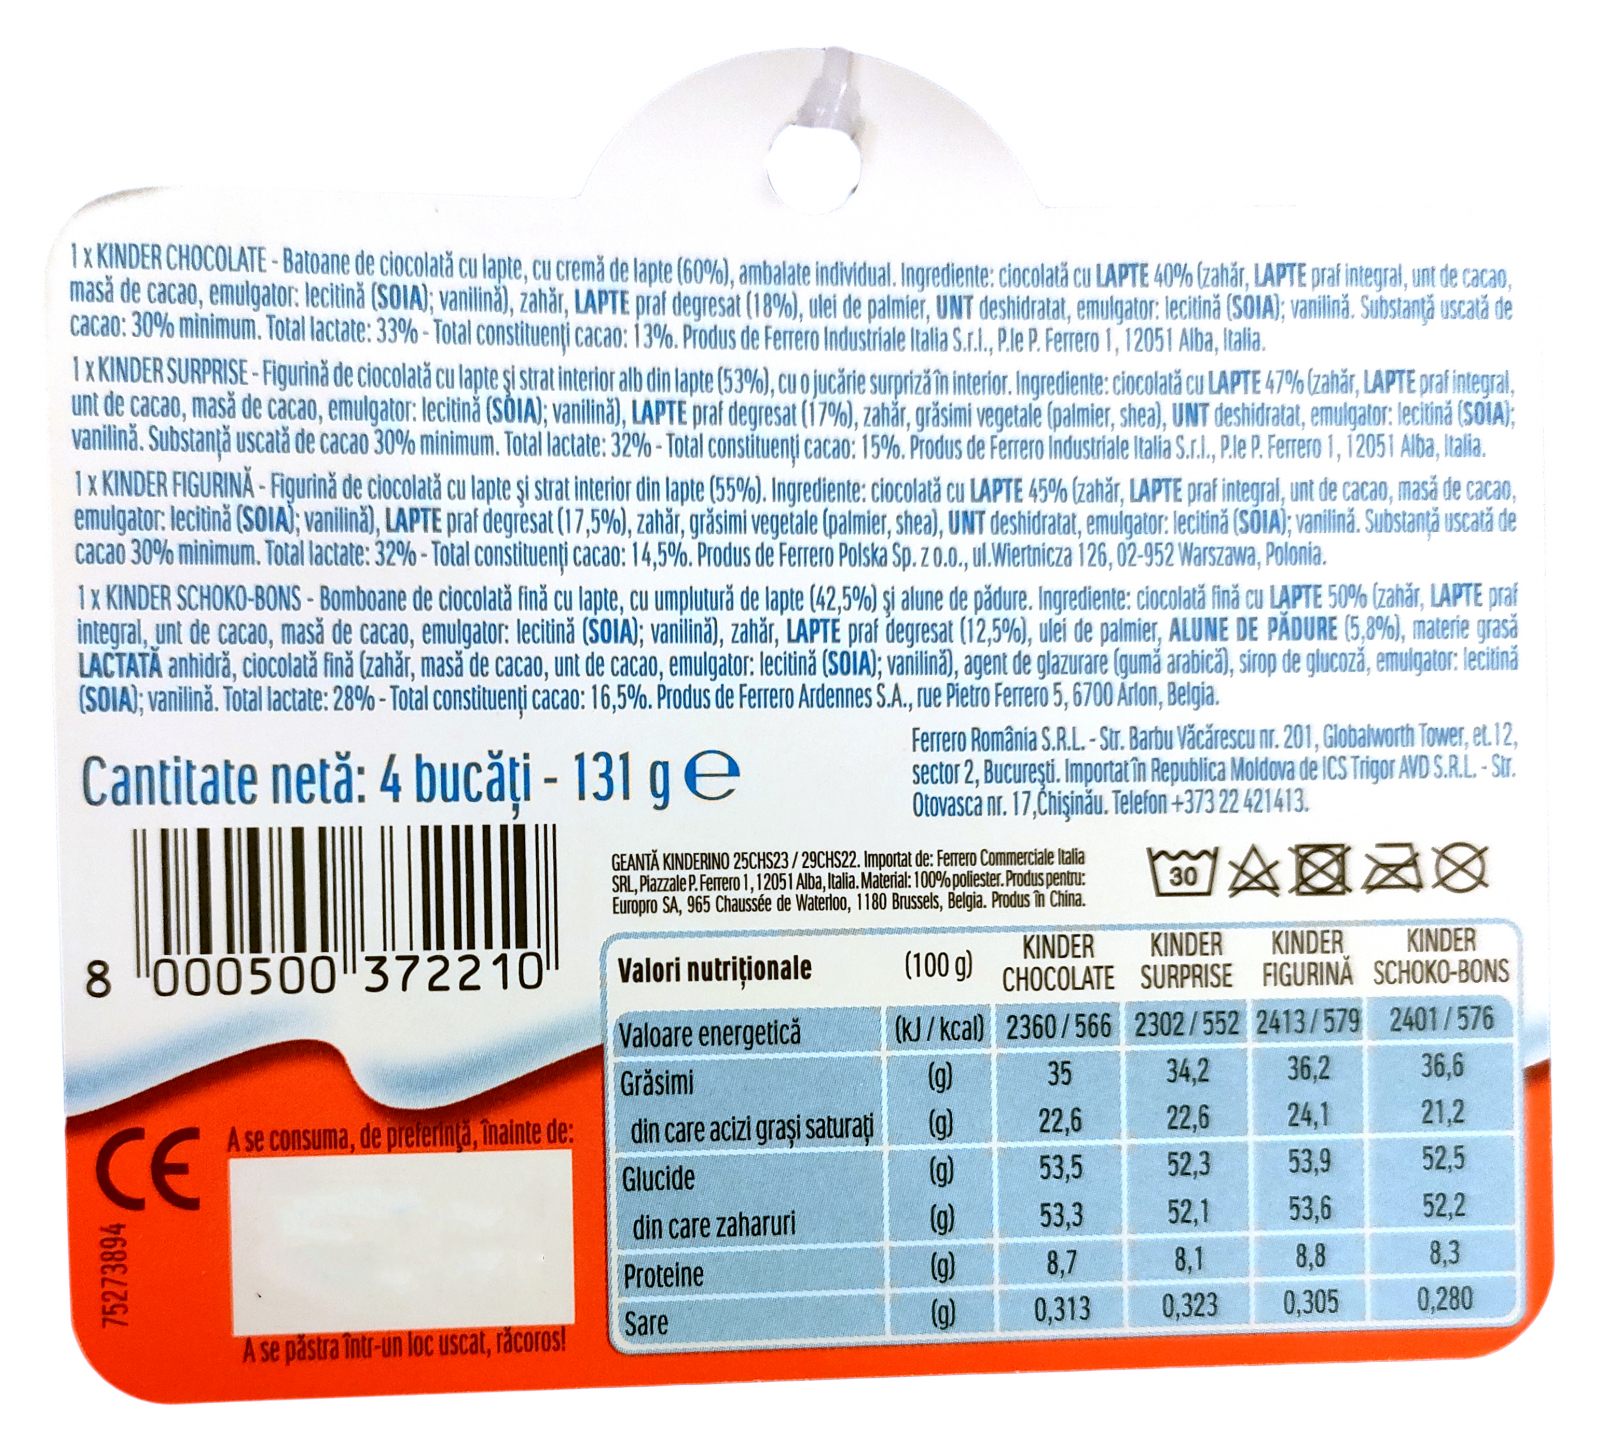 1 x KINDER CHOCOLATE - Batoane de ciocolată cu lapte, cu cremă de lapte (60%), ambalate individual. Ingrediente: ciocolată cu LAPTE 40% (zahăr, LAPTE praf integral, unt de cacao,
masă de cacao, emulgator: lecitină (SOIA); vanilină), zahăr, LAPTE praf degresat (18%), ulei de palmier, UNT deshidratat, emulgator: lecitină (SOIA); vanilină. Substanță uscată de
cacao: 30% minimum. Total lactate: 33% - Total constituenți cacao: 13%. Produs de Ferrero Industriale Italia S.r.l., P.le P. Ferrero 1, 12051 Alba, Italia.
1 x KINDER SURPRISE - Figurină de ciocolată cu lapte și strat interior alb din lapte (53%), cu o jucărie surpriză în interior. Ingrediente: ciocolată cu LAPTE 47% (zahăr, LAPTE praf integral,
unt de cacao, masă de cacao, emulgator: lecitină (SOIA); vanilină), LAPTE praf degresat (17%), zahăr, grăsimi vegetale (palmier, shea), UNT deshidratat, emulgator: lecitină (SOIA);
vanilină. Substanță uscată de cacao 30% minimum. Total lactate: 32% - Total constituenți cacao: 15%. Produs de Ferrero Industriale Italia S.r.l., P.le P. Ferrero 1, 12051 Alba, Italia.
1 x KINDER FIGURINĂ - Figurină de ciocolată cu lapte și strat interior din lapte (55%). Ingrediente: ciocolată cu LAPTE 45% (zahăr, LAPTE praf integral, unt de cacao, masă de cacao,
emulgator: lecitină (SOIA); vanilină), LAPTE praf degresat (17,5%), zahăr, grăsimi vegetale (palmier, shea), UNT deshidratat, emulgator: lecitină (SOIA); vanilină. Substanță uscată de
cacao 30% minimum. Total lactate: 32% - Total constituenți cacao: 14,5%. Produs de Ferrero Polska Sp. z o.o., ul.Wiertnicza 126, 02-952 Warszawa, Polonia.
1 x KINDER SCHOKO-BONS - Bomboane de ciocolată fină cu lapte, cu umplutură de lapte (42,5%) și alune de pădure. Ingrediente: ciocolată fină cu LAPTE 50% (zahăr, LAPTE praf
integral, unt de cacao, masă de cacao, emulgator: lecitină (SOIA); vanilină), zahăr, LAPTE praf degresat (12,5%), ulei de palmier, ALUNE DE PĂDURE (5,8%), materie grasă
LACTATĂ anhidră, ciocolată fină (zahăr, masă de cacao, unt de cacao, emulgator: lecitină (SOIA); vanilină), agent de glazurare (gumă arabică), sirop de glucoză, emulgator: lecitină
(SOIA); vanilină. Total lactate: 28% - Total constituenți cacao: 16,5%. Produs de Ferrero Ardennes S.A., rue Pietro Ferrero 5, 6700 Arlon, Belgia.
Ferrero România S.R.L. - Str. Barbu Văcărescu nr. 201, Globalworth Tower, et.12,
sector 2, București. Importat în Republica Moldova de ICS Trigor AVD S.R.L. - Str.
Otovasca nr. 17, Chișinău. Telefon +373 22 421413.
Cantitate netă: 4 bucăți - 131 g e
8 000500 372210
GEANTĂ KINDERINO 25CHS23 / 29CHS22. Importat de: Ferrero Commerciale Italia
SRL, Piazzale P. Ferrero 1, 12051 Alba, Italia. Material: 100% poliester. Produs pentru:
Europro SA, 965 Chaussée de Waterloo, 1180 Brussels, Belgia. Produs în China.
30
Valori nutriționale (100 g) KINDER CHOCOLATE KINDER SURPRISE KINDER FIGURINĂ KINDER SCHOKO-BONS
Valoare energetică (kJ / kcal) 2360 / 566 2302 / 552 2413 / 579 2401 / 576
Grăsimi (g) 35 34,2 36,2 36,6
din care acizi grași saturați (g) 22,6 22,6 24,1 21,2
Glucide (g) 53,5 52,3 53,9 52,5
din care zaharuri (g) 53,3 52,1 53,6 52,2
Proteine (g) 8,7 8,1 8,8 8,3
Sare (g) 0,313 0,323 0,305 0,280
CE
A se consuma, de preferință, înainte de:
75273894
A se păstra într-un loc uscat, răcoros!